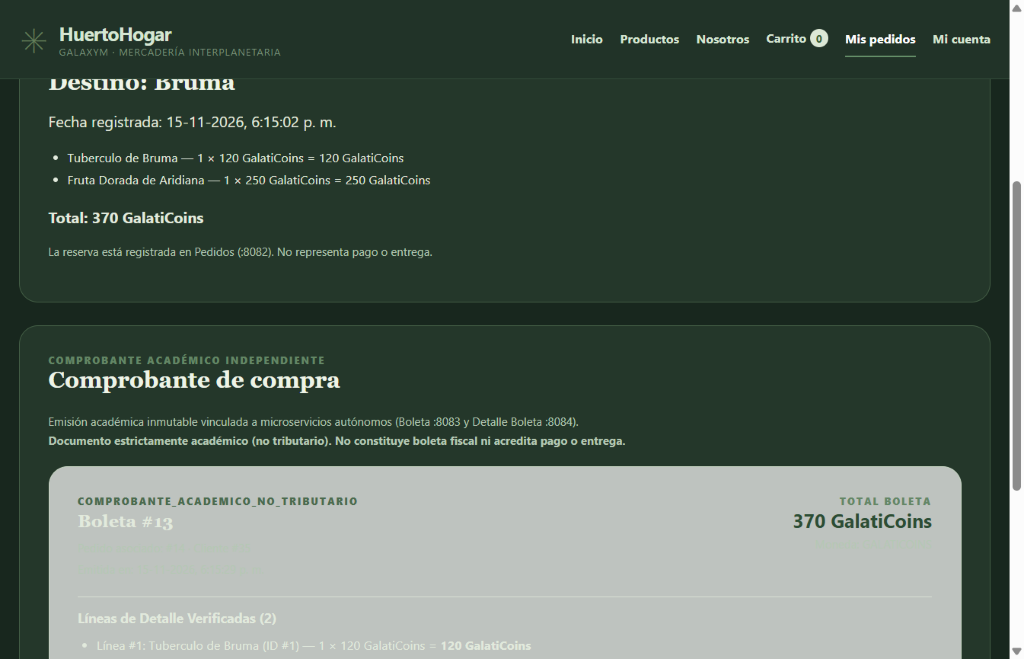 HuertoHogar
GALAXYM · MERCADERÍA INTERPLANETARIA
Inicio Productos Nosotros Carrito 0 Mis pedidos Mi cuenta
Destino: Bruma
Fecha registrada: 15-11-2026, 6:15:02 p. m.
• Tuberculo de Bruma — 1 × 120 GalatiCoins = 120 GalatiCoins
• Fruta Dorada de Aridiana — 1 × 250 GalatiCoins = 250 GalatiCoins
Total: 370 GalatiCoins
La reserva está registrada en Pedidos (:8082). No representa pago o entrega.
COMPROBANTE ACADÉMICO INDEPENDIENTE
Comprobante de compra
Emisión académica inmutable vinculada a microservicios autónomos (Boleta :8083 y Detalle Boleta :8084).
Documento estrictamente académico (no tributario). No constituye boleta fiscal ni acredita pago o entrega.
COMPROBANTE_ACADEMICO_NO_TRIBUTARIO
Boleta #13
TOTAL BOLETA
370 GalatiCoins
Líneas de Detalle Verificadas (2)
• Línea #1: Tuberculo de Bruma (ID #1) — 1 × 120 GalatiCoins = 120 GalatiCoins